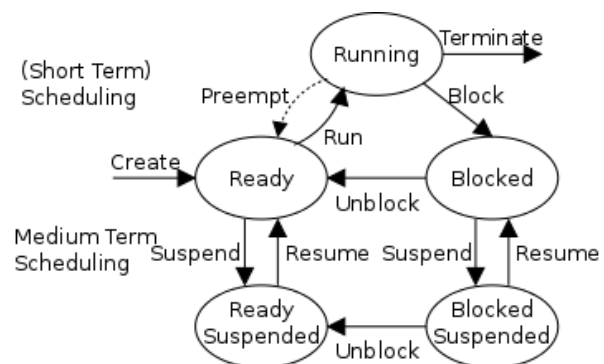 Running
Terminate
(Short Term)
Scheduling
Preempt
Block
Run
Create
Ready
Blocked
Unblock
Medium Term
Scheduling
Suspend
Resume
Suspend
Resume
Ready
Suspended
Blocked
Suspended
Unblock